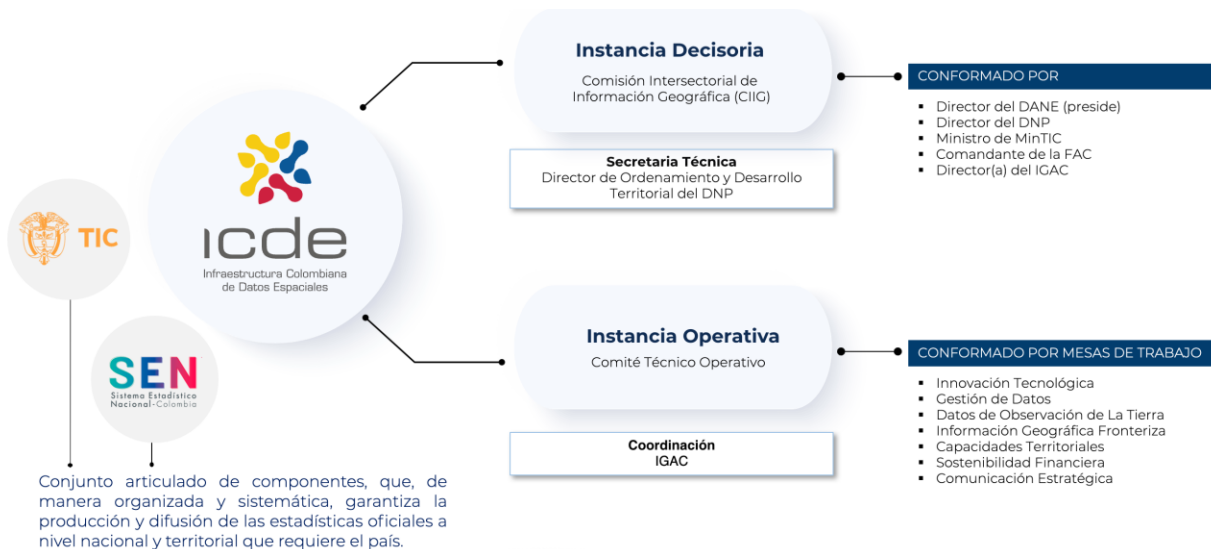 TIC
SEN
Sistema Estadístico
Nacional-Colombia
Conjunto articulado de componentes, que, de
manera organizada y sistemática, garantiza la
producción y difusión de las estadísticas oficiales a
nivel nacional y territorial que requiere el país.
ıcde
Infraestructura Colombiana
de Datos Espaciales
Instancia Decisoria
Comisión Intersectorial de
Información Geográfica (CIIG)
Secretaria Técnica
Director de Ordenamiento y Desarrollo
Territorial del DNP
CONFORMADO POR
▪ Director del DANE (preside)
▪ Director del DNP
▪ Ministro de MinTIC
▪ Comandante de la FAC
▪ Director(a) del IGAC
Instancia Operativa
Comité Técnico Operativo
Coordinación
IGAC
CONFORMADO POR MESAS DE TRABAJO
▪ Innovación Tecnológica
▪ Gestión de Datos
▪ Datos de Observación de La Tierra
▪ Información Geográfica Fronteriza
▪ Capacidades Territoriales
▪ Sostenibilidad Financiera
▪ Comunicación Estratégica